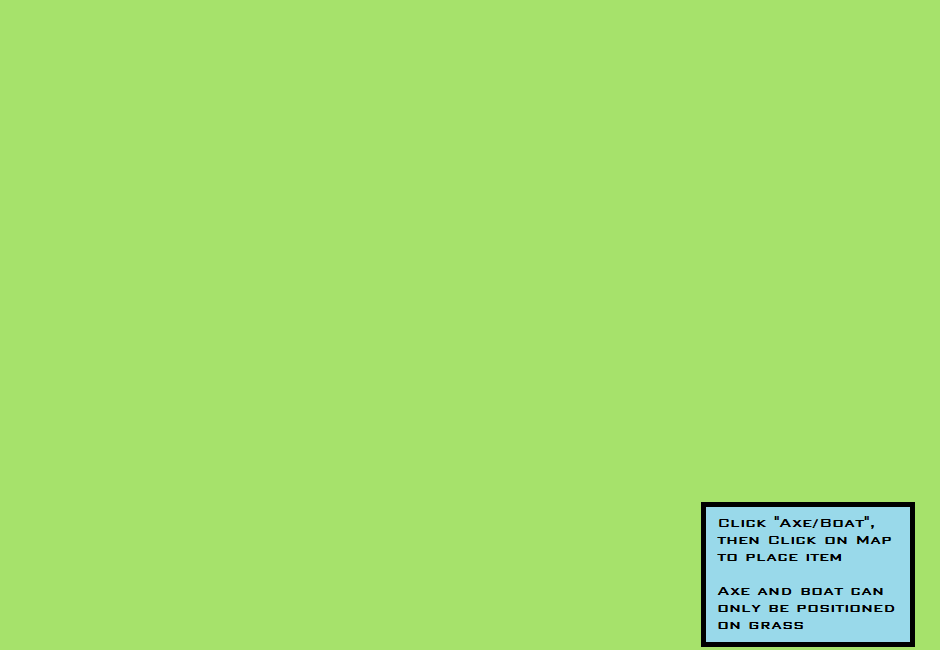 Click "Axe/Boat",
then Click on Map
to place item
Axe and boat can
only be positioned
on grass